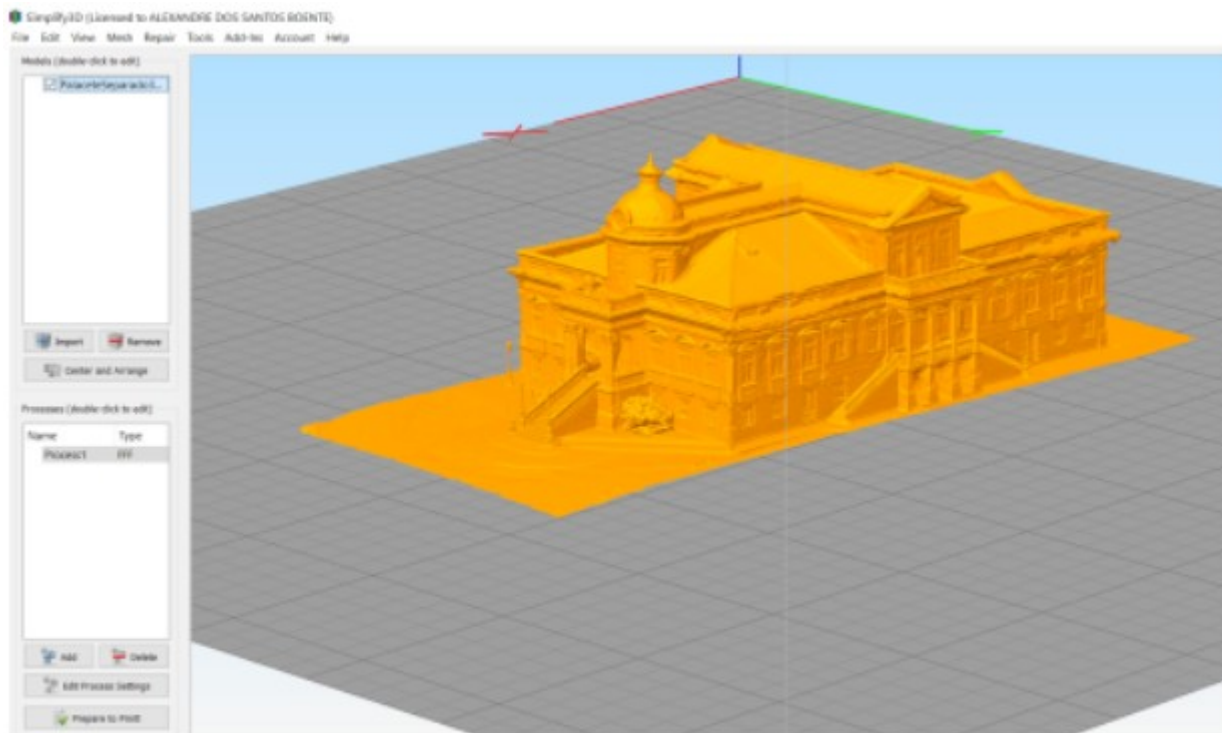 Simplify3D (Licensed to ALEXANDRE DOS SANTOS BOENTE)
File Edit View Mesh Repair Tools Add-Ins Account Help
Models (double-click to edit)
Import Remove
Center and Arrange
Processes (double-click to edit)
Name Type
Process1 FFF
Add Delete
Edit Process Settings
Prepare to Print!